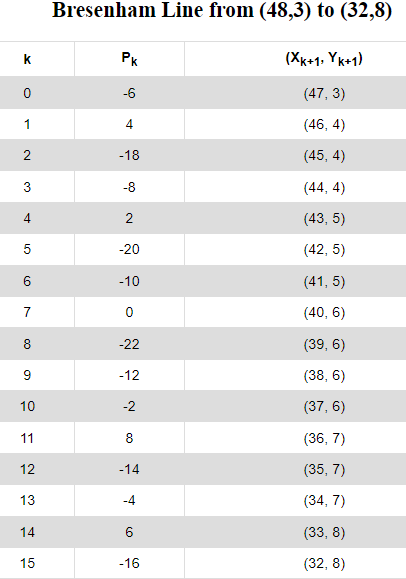 Bresenham Line from (48,3) to (32,8)
k Pk (Xk+1, Yk+1)
0 -6 (47, 3)
1 4 (46, 4)
2 -18 (45, 4)
3 -8 (44, 4)
4 2 (43, 5)
5 -20 (42, 5)
6 -10 (41, 5)
7 0 (40, 6)
8 -22 (39, 6)
9 -12 (38, 6)
10 -2 (37, 6)
11 8 (36, 7)
12 -14 (35, 7)
13 -4 (34, 7)
14 6 (33, 8)
15 -16 (32, 8)